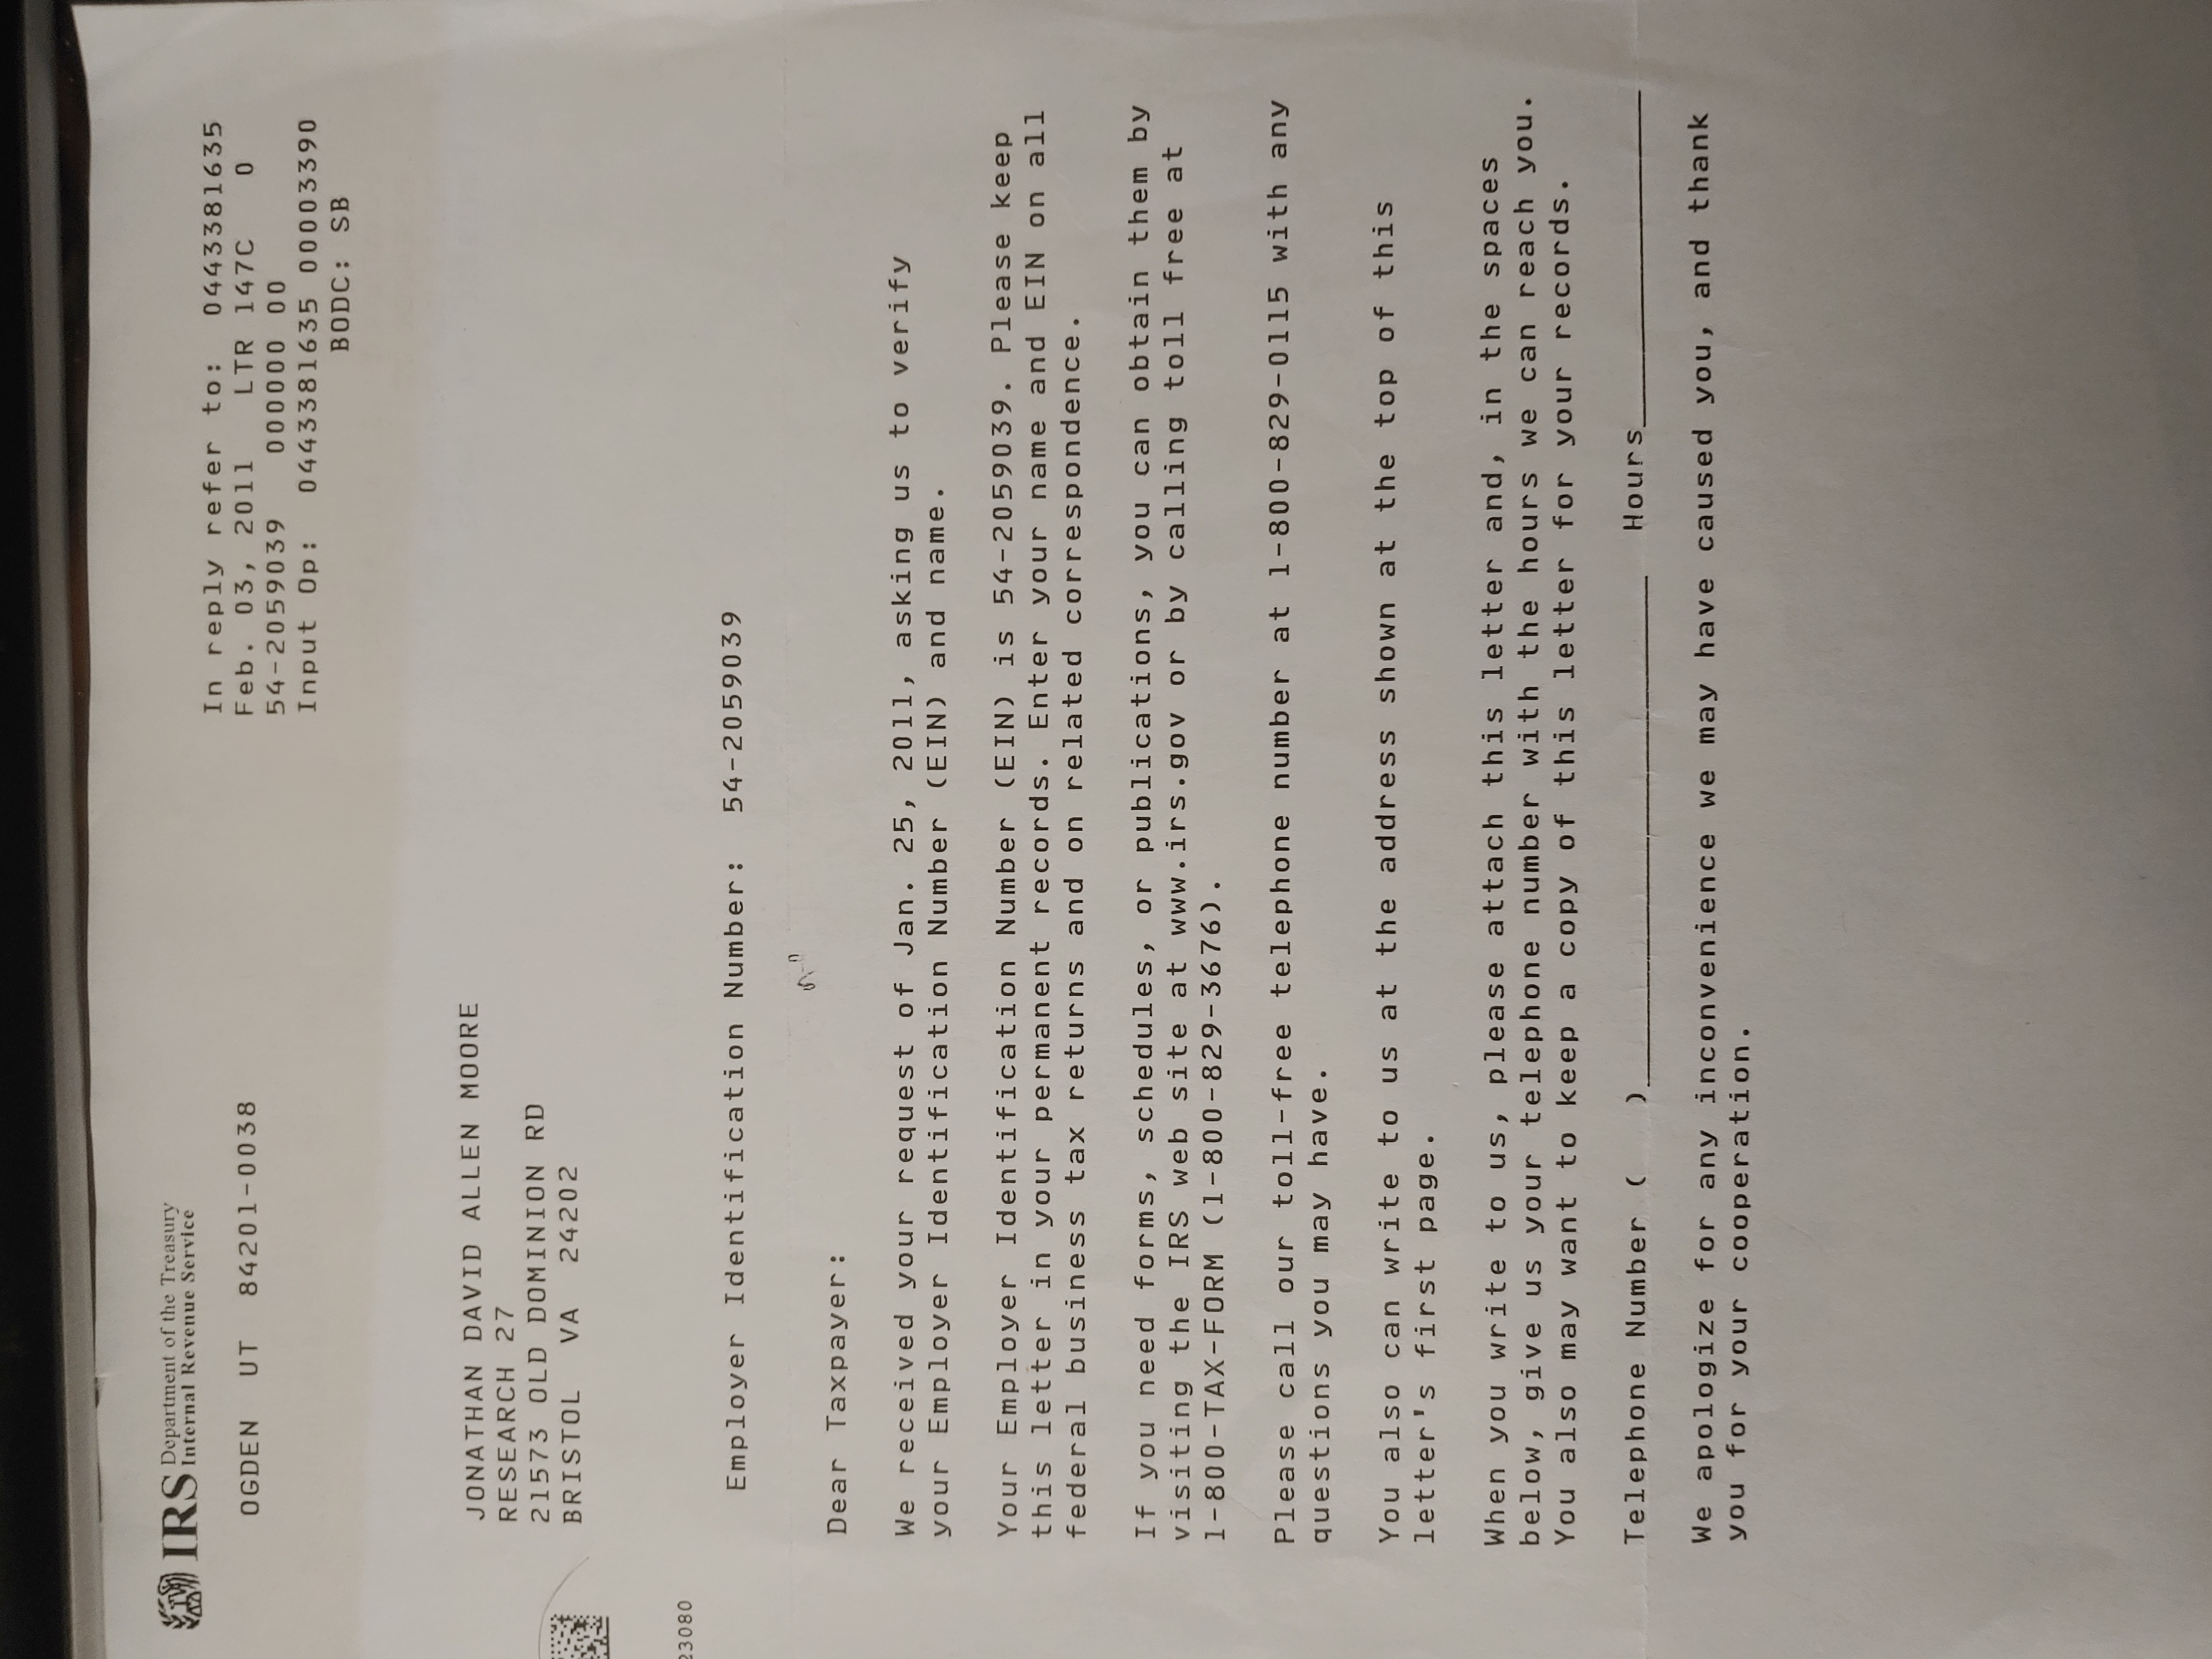 IRS Department of the Treasury
Internal Revenue Service
OGDEN UT 84201-0038
In reply refer to: 0443381635
Feb. 03, 2011 LTR 147C 0
54-2059039 000000 00
Input Op: 0443381635 00003390
BODC: SB
JONATHAN DAVID ALLEN MOORE
RESEARCH 27
21573 OLD DOMINION RD
BRISTOL VA 24202
23080
Employer Identification Number: 54-2059039
Dear Taxpayer:
We received your request of Jan. 25, 2011, asking us to verify
your Employer Identification Number (EIN) and name.
Your Employer Identification Number (EIN) is 54-2059039. Please keep
this letter in your permanent records. Enter your name and EIN on all
federal business tax returns and on related correspondence.
If you need forms, schedules, or publications, you can obtain them by
visiting the IRS web site at www.irs.gov or by calling toll free at
1-800-TAX-FORM (1-800-829-3676).
Please call our toll-free telephone number at 1-800-829-0115 with any
questions you may have.
You also can write to us at the address shown at the top of this
letter's first page.
When you write to us, please attach this letter and, in the spaces
below, give us your telephone number with the hours we can reach you.
You also may want to keep a copy of this letter for your records.
Telephone Number ( )________________________ Hours________________
We apologize for any inconvenience we may have caused you, and thank
you for your cooperation.